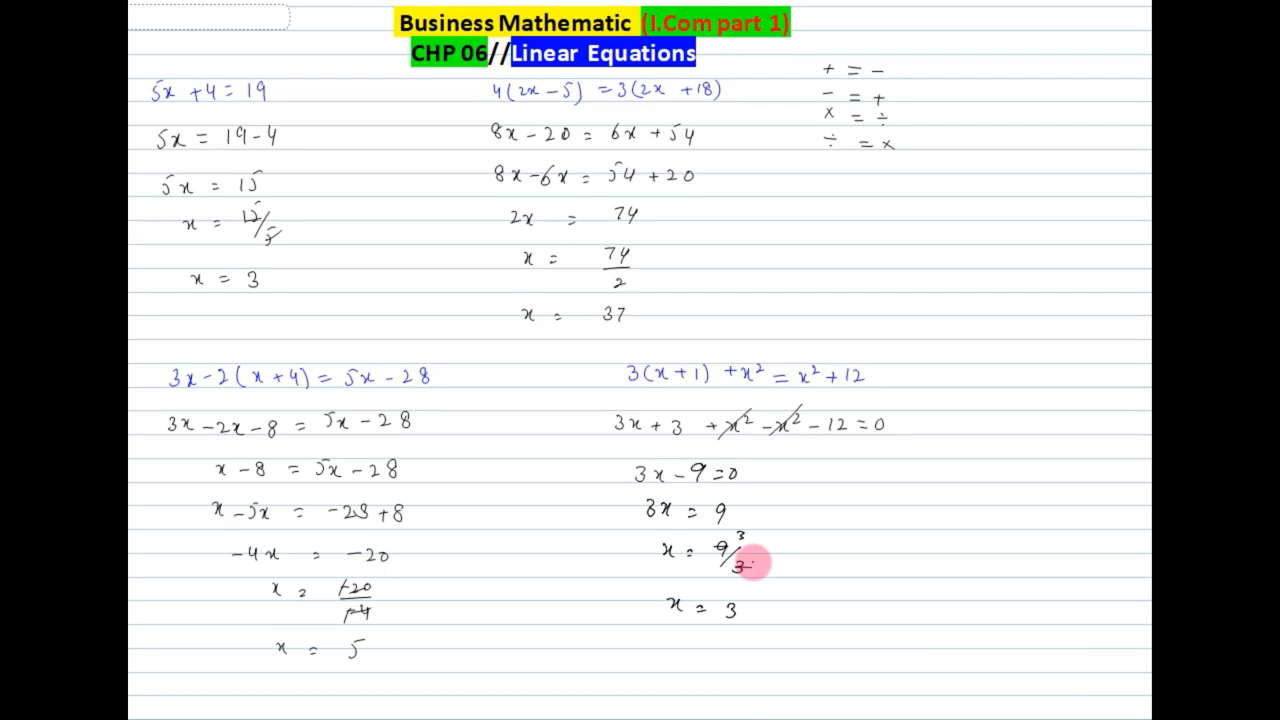 Business Mathematic (I.Com part 1)
CHP 06//Linear Equations
+ = -
- = +
× = ÷
÷ = ×
5x + 4 = 19
5x = 19 - 4
5x = 15
x = 15/5
x = 3
4(2x - 5) = 3(2x + 18)
8x - 20 = 6x + 54
8x - 6x = 54 + 20
2x = 74
x = 74/2
x = 37
3x - 2(x + 4) = 5x - 28
3x - 2x - 8 = 5x - 28
x - 8 = 5x - 28
x - 5x = -28 + 8
-4x = -20
x = -20/-4
x = 5
3(x + 1) + x² = x² + 12
3x + 3 + x² - x² - 12 = 0
3x - 9 = 0
3x = 9
x = 9/3 3
x = 3